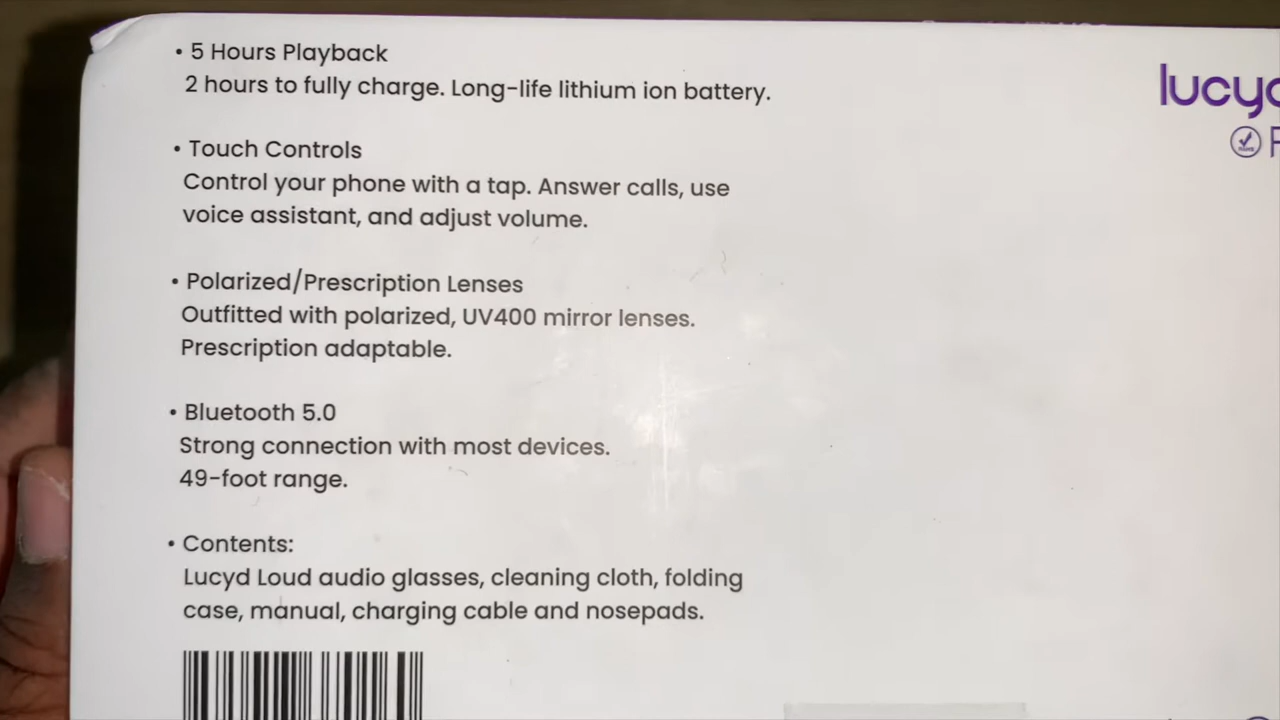 • 5 Hours Playback
2 hours to fully charge. Long-life lithium ion battery.
• Touch Controls
Control your phone with a tap. Answer calls, use
voice assistant, and adjust volume.
• Polarized/Prescription Lenses
Outfitted with polarized, UV400 mirror lenses.
Prescription adaptable.
• Bluetooth 5.0
Strong connection with most devices.
49-foot range.
• Contents:
Lucyd Loud audio glasses, cleaning cloth, folding
case, manual, charging cable and nosepads.
lucyd